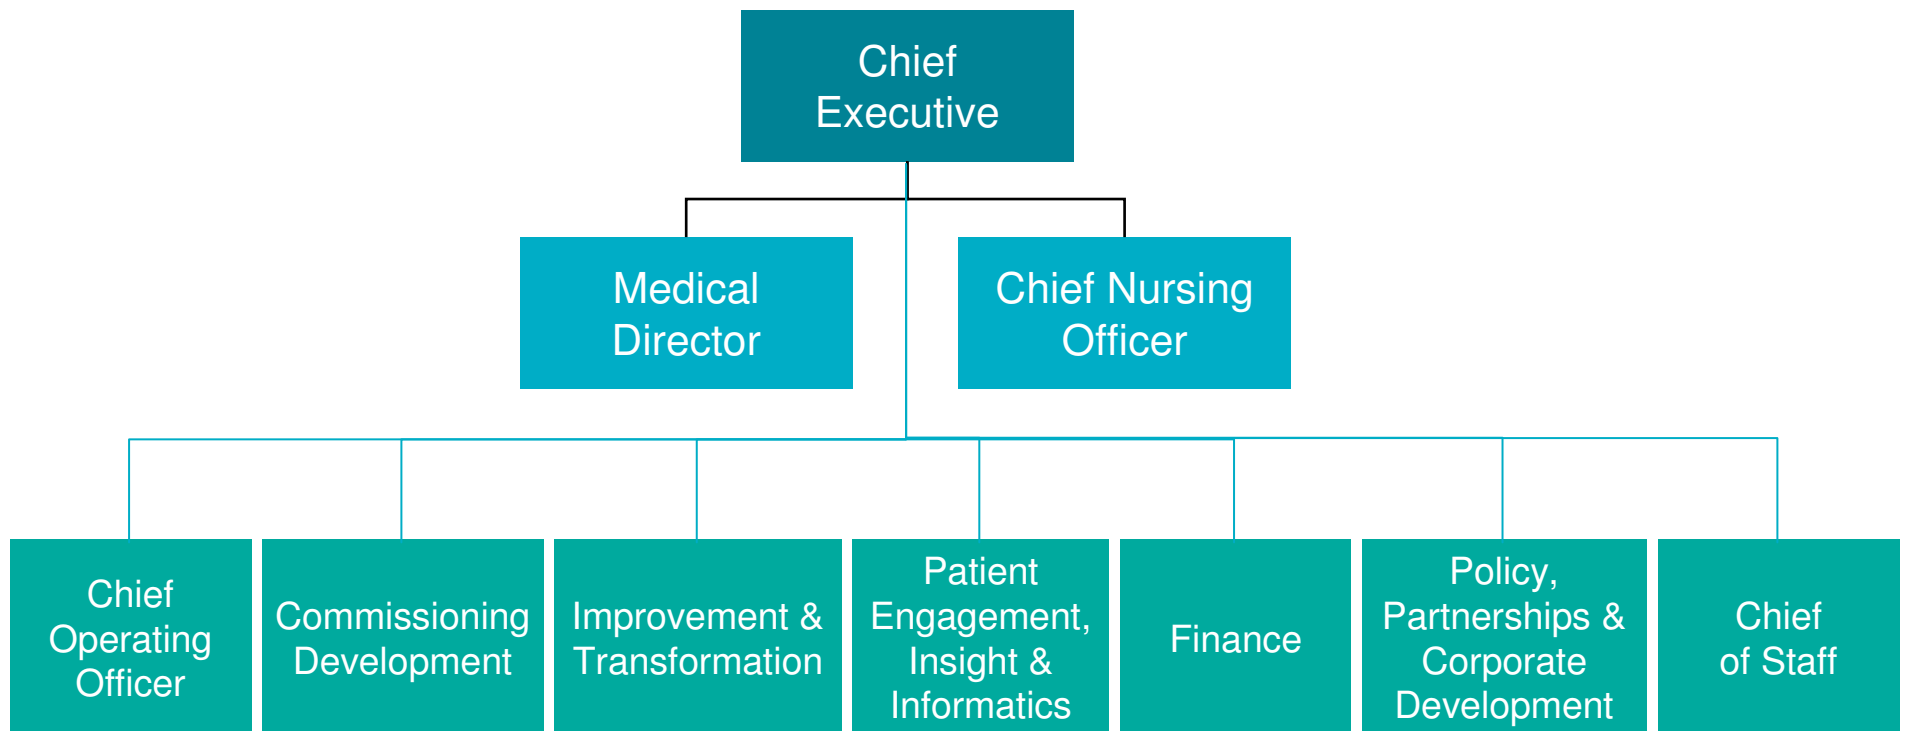 Chief
Executive
Medical
Director
Chief Nursing
Officer
Chief
Operating
Officer
Commissioning
Development
Improvement &
Transformation
Patient
Engagement,
Insight &
Informatics
Finance
Policy,
Partnerships &
Corporate
Development
Chief
of Staff